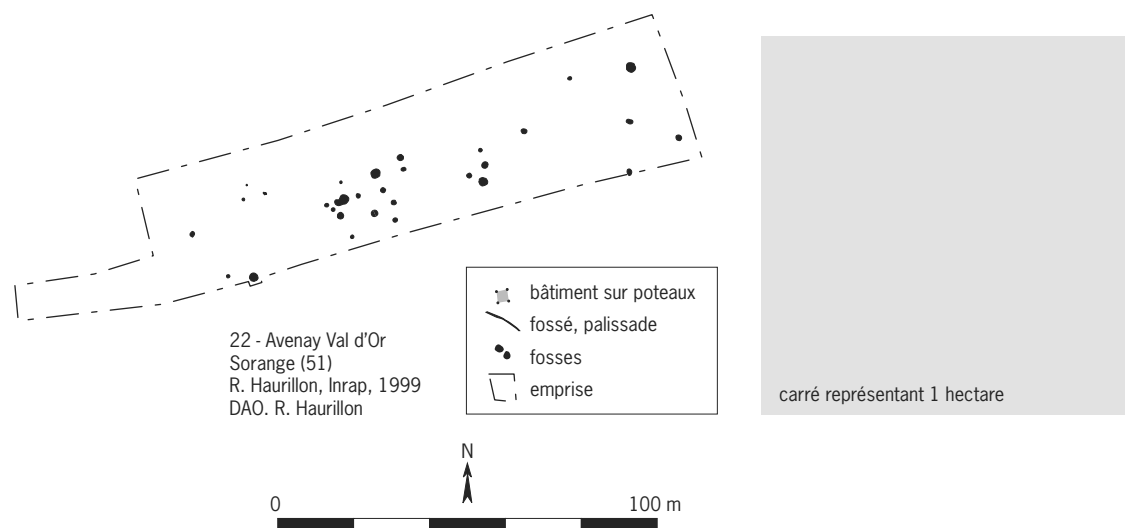 22 - Avenay Val d'Or
Sorange (51)
R. Haurillon, Inrap, 1999
DAO. R. Haurillon
bâtiment sur poteaux
fossé, palissade
fosses
emprise
carré représentant 1 hectare
N
0 100 m